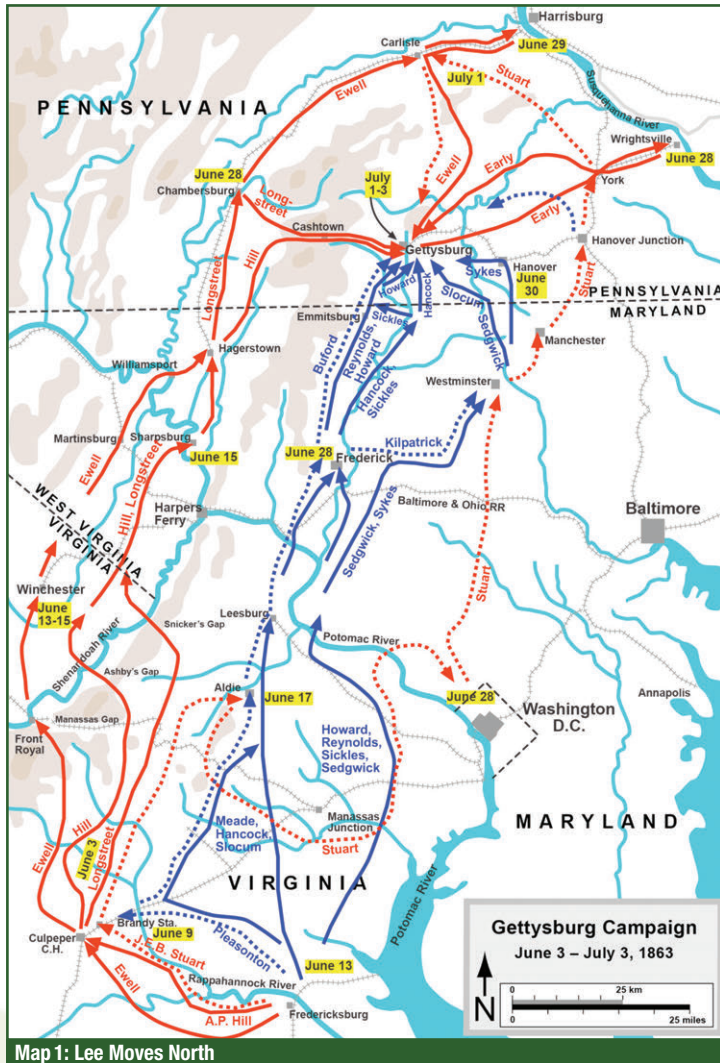 Harrisburg
Carlisle
June 29
Ewell
Stuart
July 1
Susquehanna River
PENNSYLVANIA
Wrightsville
June 28
June 28
Chambersburg
Long-
street
Ewell
Early
York
July
1-3
Cashtown
Early
Gettysburg
Hanover Junction
Longstreet
Hill
Howard
Hancock
Sykes
Hanover
June
30
Stuart
PENNSYLVANIA
MARYLAND
Emmitsburg
Sickles
Slocum
Sedgwick
Manchester
Buford
Reynolds,
Howard
Hancock,
Sickles
Hagerstown
Williamsport
Westminster
Martinsburg
Sharpsburg
June 15
Ewell
Kilpatrick
June 28
Frederick
Hill, Longstreet
Sedgwick, Sykes
Baltimore & Ohio RR
Baltimore
WEST VIRGINIA
VIRGINIA
Harpers
Ferry
Winchester
June
13-15
Stuart
Snicker's Gap
Leesburg
Potomac River
Shenandoah River
Ashby's Gap
Aldie
June 17
June 28
Annapolis
Washington
D.C.
Manassas Gap
Front
Royal
Howard,
Reynolds,
Sickles,
Sedgwick
Manassas
Junction
Meade,
Hancock,
Slocum
Stuart
MARYLAND
Ewell
Hill
June 3
Longstreet
VIRGINIA
Potomac River
Brandy Sta.
June 9
Culpeper
C.H.
Pleasonton
J.E.B. Stuart
June 13
Rappahannock River
Ewell
A.P. Hill
Fredericksburg
Gettysburg Campaign
June 3 – July 3, 1863
N
0
25 km
0
25 miles
Map 1: Lee Moves North